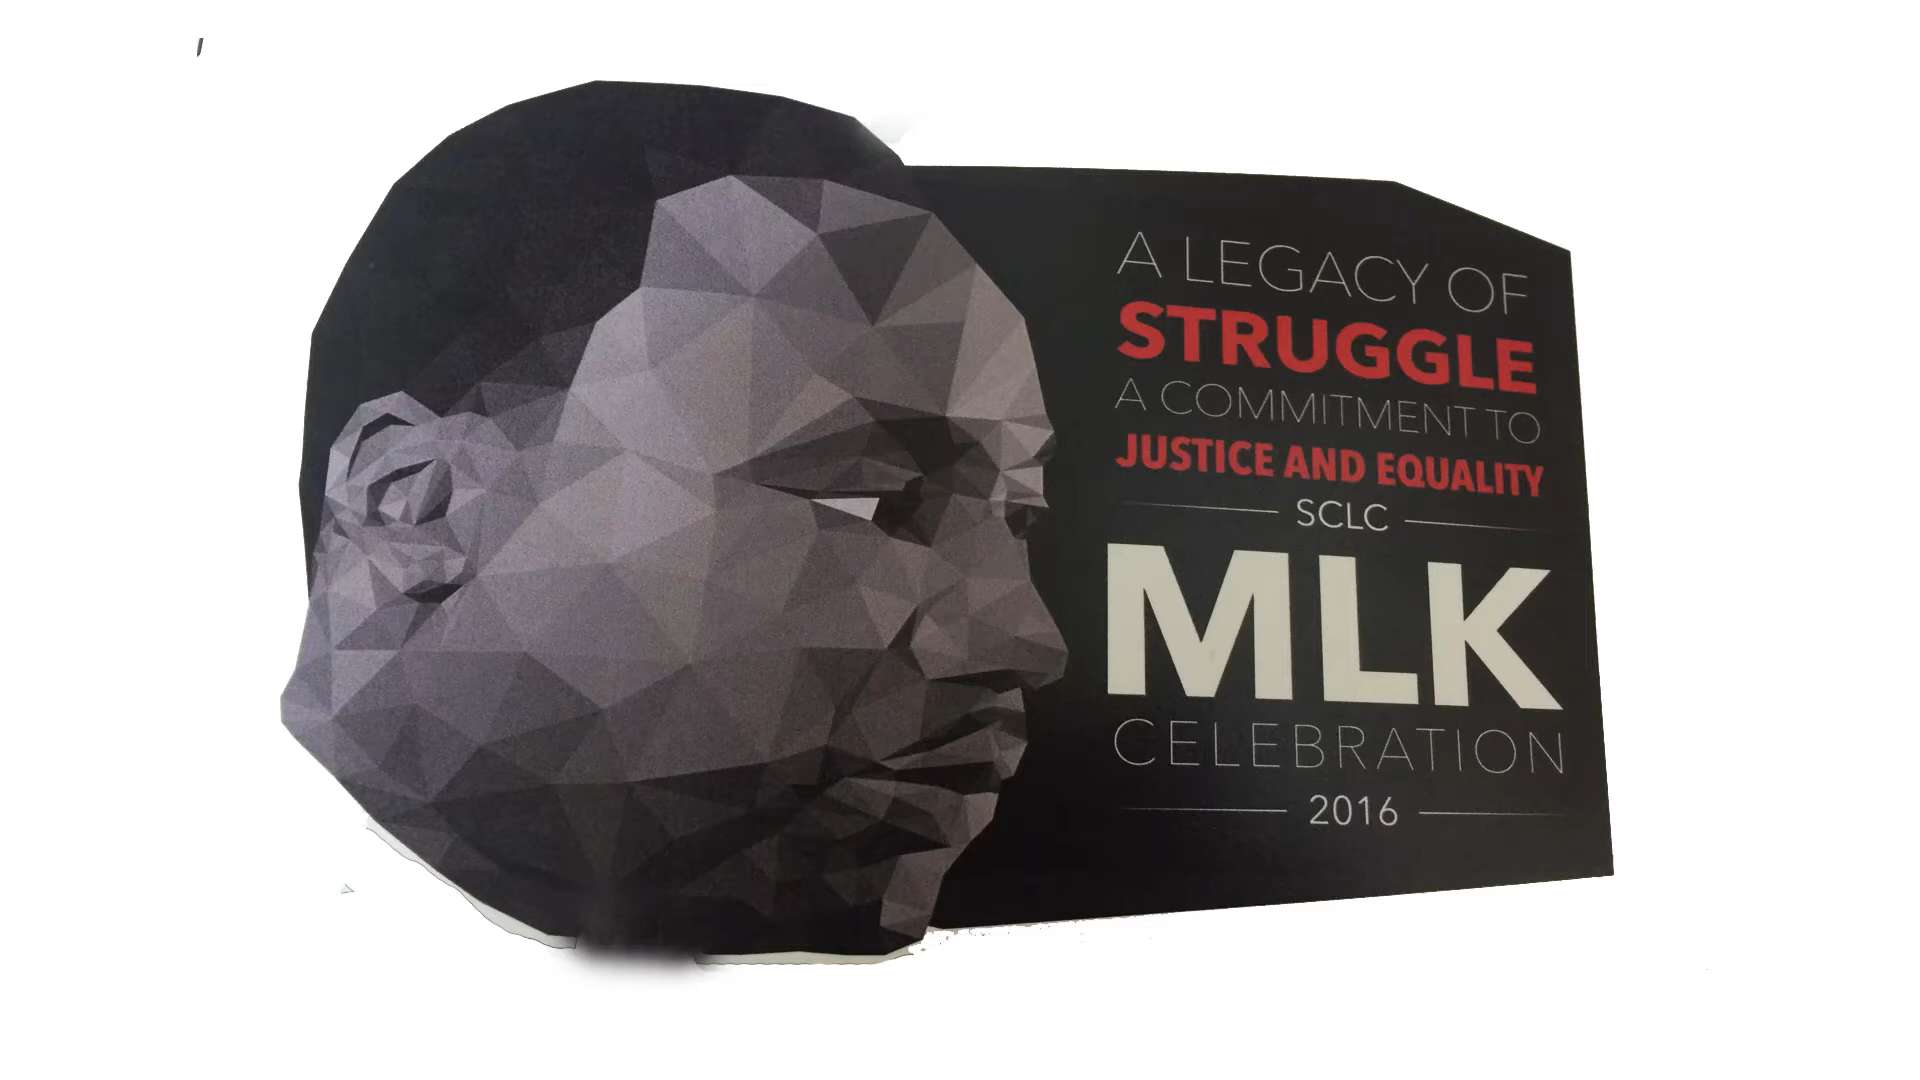 A LEGACY OF
STRUGGLE
A COMMITMENT TO
JUSTICE AND EQUALITY
SCLC
MLK
CELEBRATION
2016